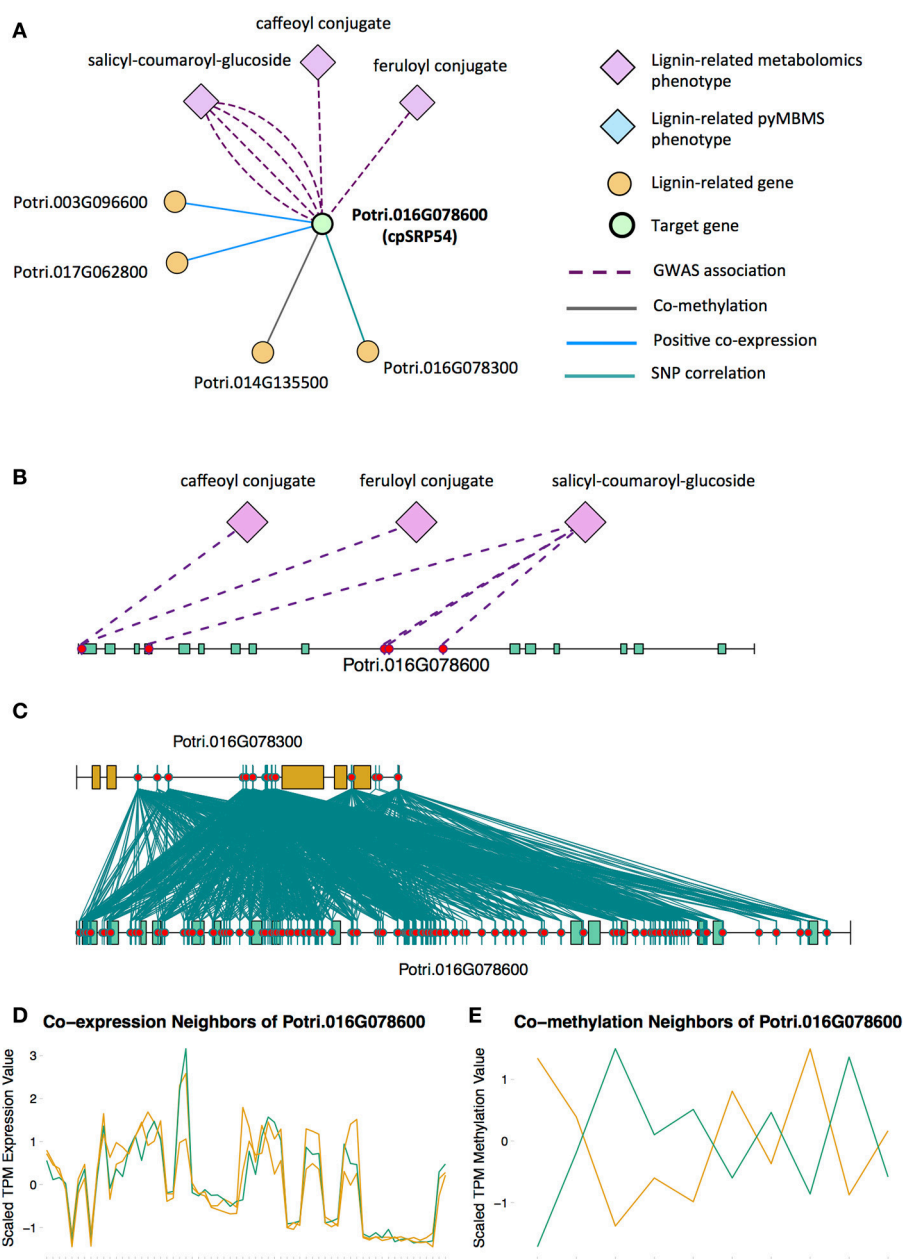 A
caffeoyl conjugate
salicyl-coumaroyl-glucoside
feruloyl conjugate
Lignin-related metabolomics
phenotype
Lignin-related pyMBMS
phenotype
Lignin-related gene
Target gene
GWAS association
Co-methylation
Positive co-expression
SNP correlation
Potri.003G096600
Potri.016G078600
(cpSRP54)
Potri.017G062800
Potri.014G135500
Potri.016G078300
B
caffeoyl conjugate
feruloyl conjugate
salicyl-coumaroyl-glucoside
Potri.016G078600
C
Potri.016G078300
Potri.016G078600
D
Co−expression Neighbors of Potri.016G078600
Scaled TPM Expression Value
3
2
1
0
−1
E
Co−methylation Neighbors of Potri.016G078600
Scaled TPM Methylation Value
1
0
−1